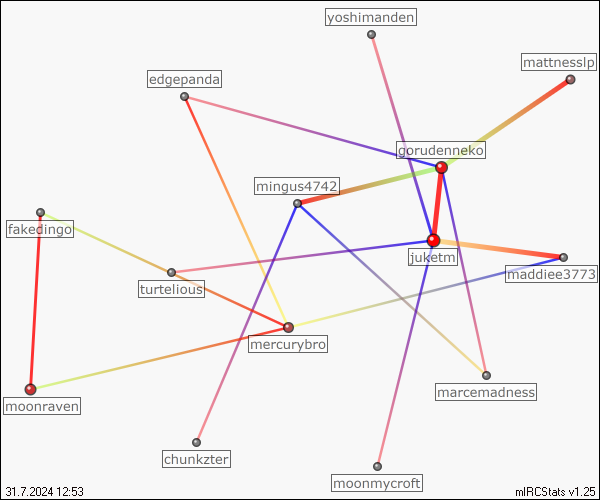 yoshimanden
mattnesslp
edgepanda
gorudenneko
mingus4742
fakedingo
juketm
maddiee3773
turtelious
mercurybro
marcemadness
moonraven
chunkzter
moonmycroft
31.7.2024 12:53
mIRCStats v1.25